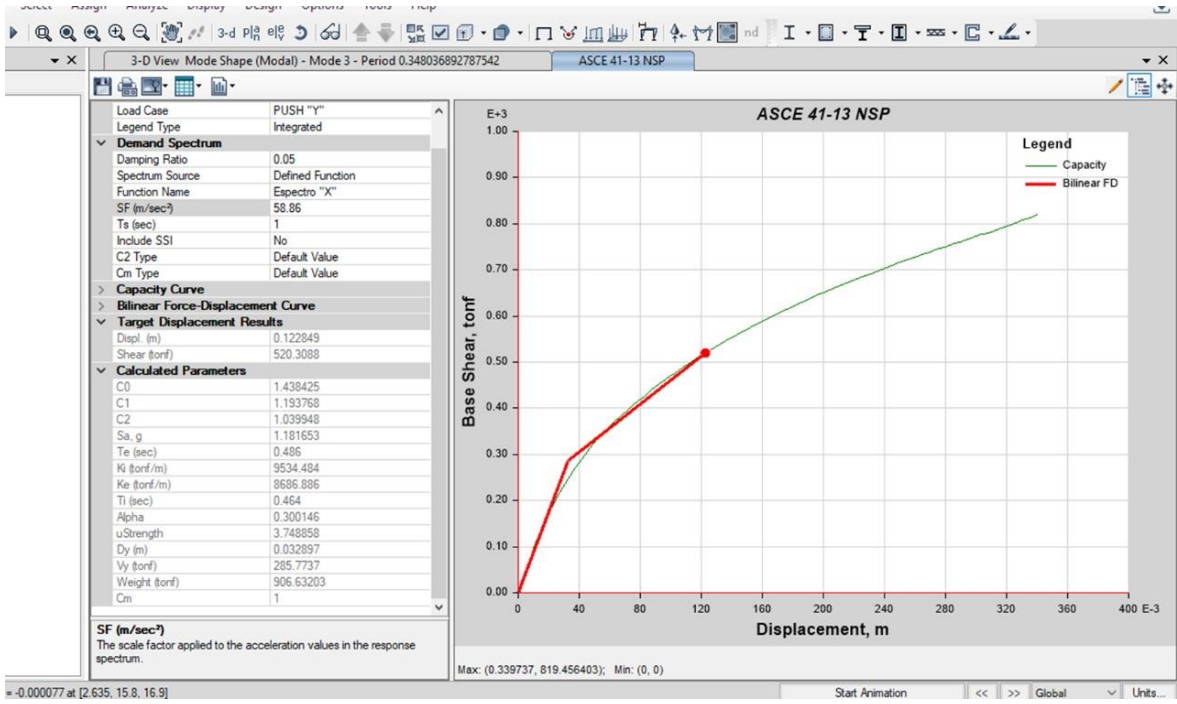 Select Assign Analyze Display Design Options Tools Help
3-d
nd
3-D View Mode Shape (Modal) - Mode 3 - Period 0.348036892787542
ASCE 41-13 NSP
Load Case PUSH "Y"
Legend Type Integrated
Demand Spectrum
Damping Ratio 0.05
Spectrum Source Defined Function
Function Name Espectro "X"
SF (m/sec²) 58.86
Ts (sec) 1
Include SSI No
C2 Type Default Value
Cm Type Default Value
Capacity Curve
Bilinear Force-Displacement Curve
Target Displacement Results
Displ. (m) 0.122849
Shear (tonf) 520.3088
Calculated Parameters
C0 1.438425
C1 1.193768
C2 1.039948
Sa, g 1.181653
Te (sec) 0.486
Ki (tonf/m) 9534.484
Ke (tonf/m) 8686.886
Ti (sec) 0.464
Alpha 0.300146
uStrength 3.748858
Dy (m) 0.032897
Vy (tonf) 285.7737
Weight (tonf) 906.63203
Cm 1
SF (m/sec²)
The scale factor applied to the acceleration values in the response
spectrum.
ASCE 41-13 NSP
E+3
1.00
0.90
0.80
0.70
0.60
0.50
0.40
0.30
0.20
0.10
0.00
Base Shear, tonf
Legend
Capacity
Bilinear FD
0 40 80 120 160 200 240 280 320 360 400 E-3
Displacement, m
Max: (0.339737, 819.456403); Min: (0, 0)
= -0.000077 at [2.635, 15.8, 16.9]
Start Animation << >> Global Units...